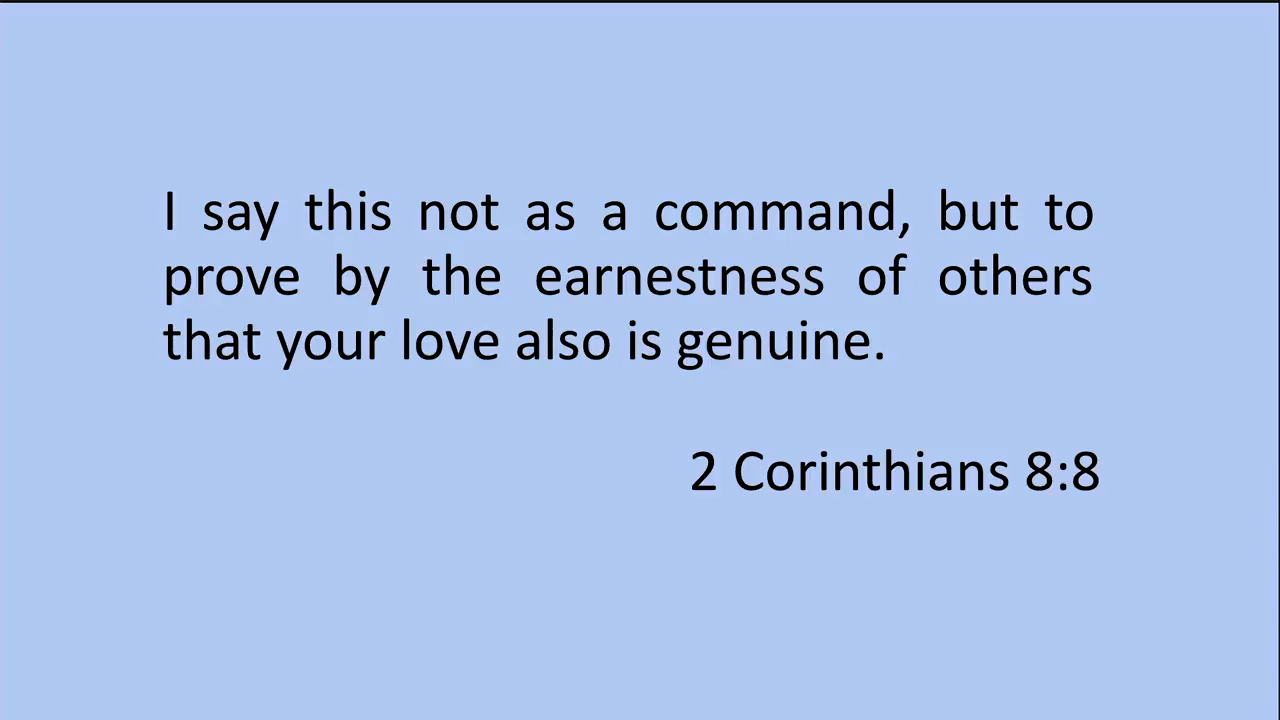 I say this not as a command, but to
prove by the earnestness of others
that your love also is genuine.
2 Corinthians 8:8